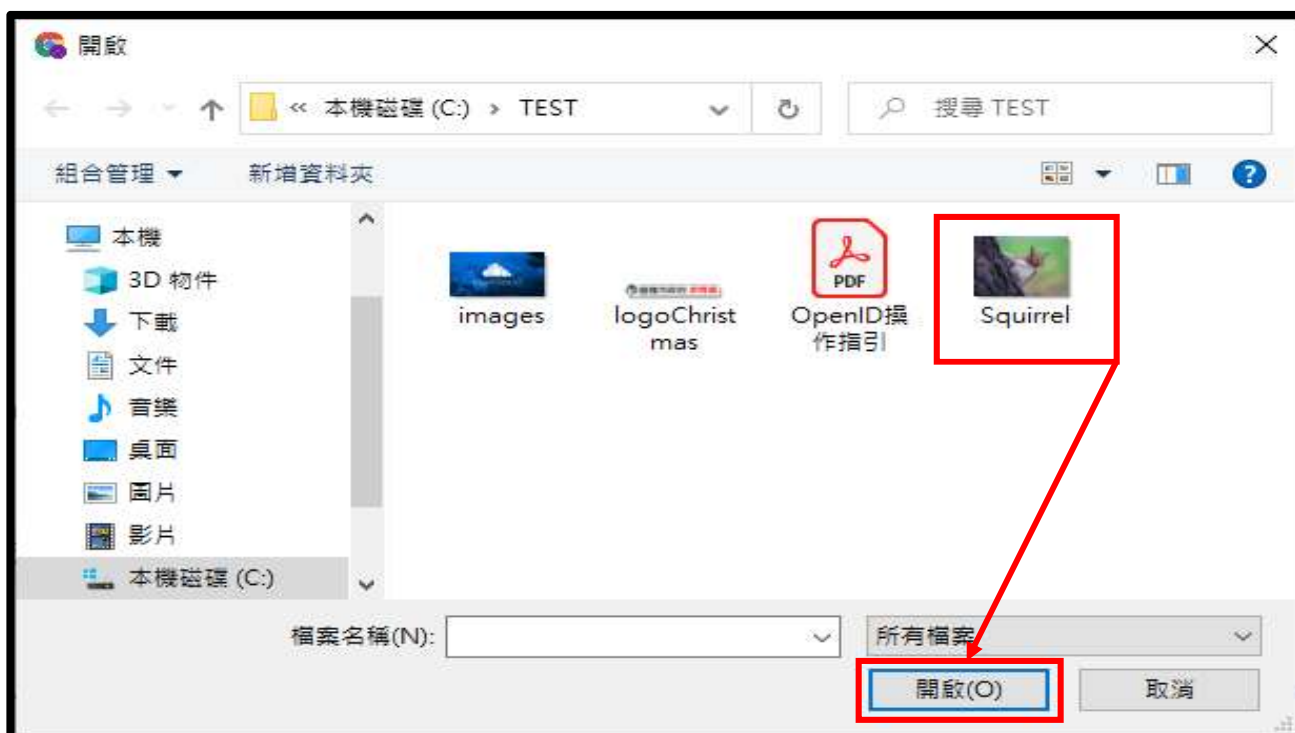 開啟
« 本機磁碟 (C:) › TEST
搜尋 TEST
組合管理
新增資料夾
本機
3D 物件
下載
文件
音樂
桌面
圖片
影片
本機磁碟 (C:)
images
logoChrist
mas
PDF
OpenID操
作指引
Squirrel
檔案名稱(N):
所有檔案
開啟(O)
取消